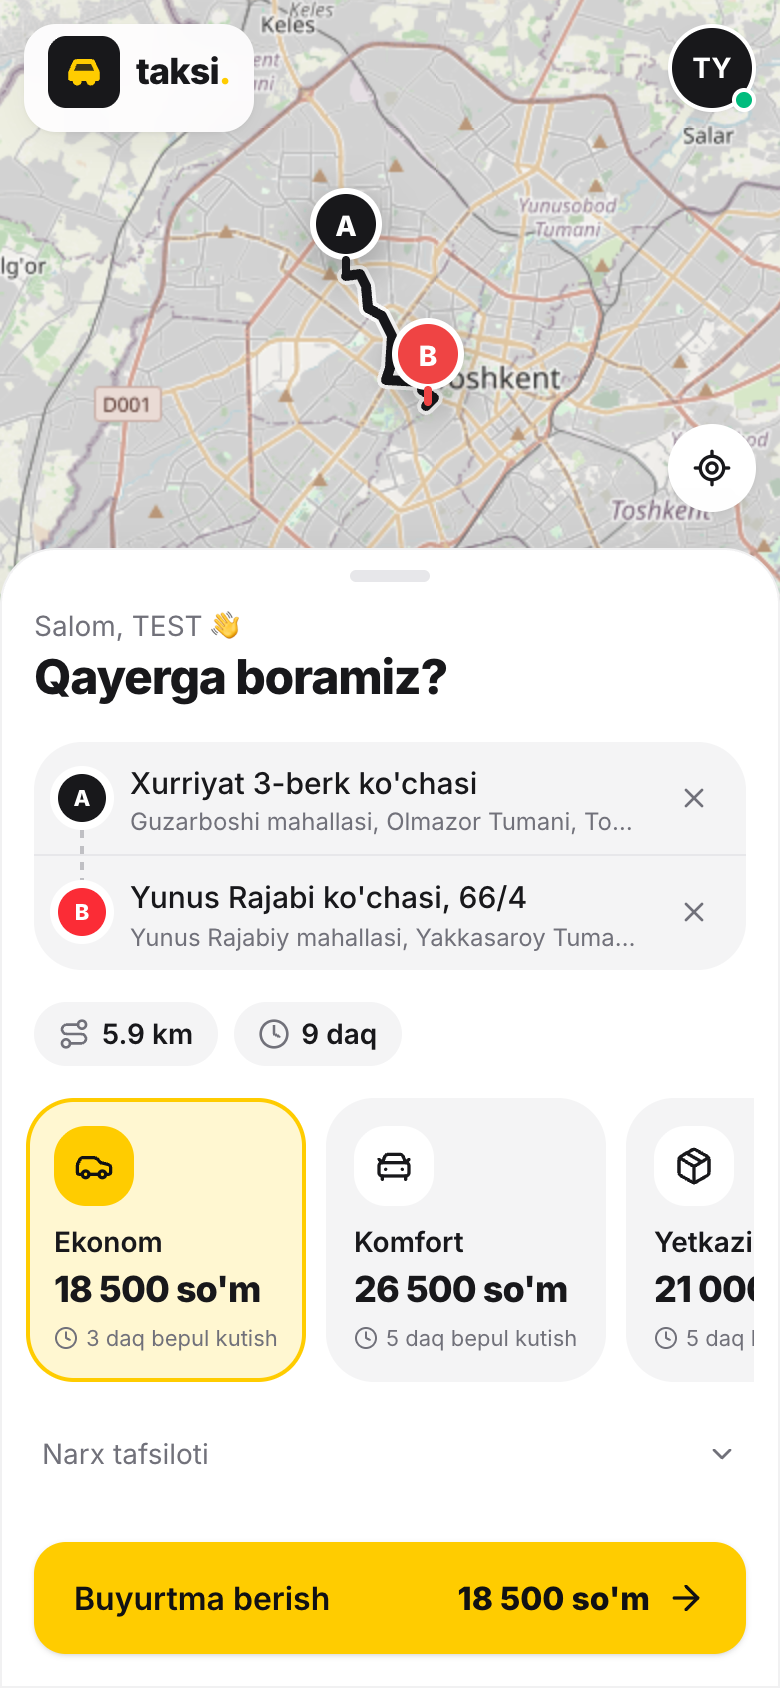 Keles
Keles
taksi.
TY
Salar
Yunusobod
Tumani
A
lg'or
B
oshkent
D001
Toshkent
Salom, TEST 👋
Qayerga boramiz?
A
Xurriyat 3-berk ko'chasi
Guzarboshi mahallasi, Olmazor Tumani, To...
B
Yunus Rajabi ko'chasi, 66/4
Yunus Rajabiy mahallasi, Yakkasaroy Tuma...
5.9 km
9 daq
Ekonom
18 500 so'm
3 daq bepul kutish
Komfort
26 500 so'm
5 daq bepul kutish
Yetkazi
21 000
5 daq
Narx tafsiloti
Buyurtma berish
18 500 so'm